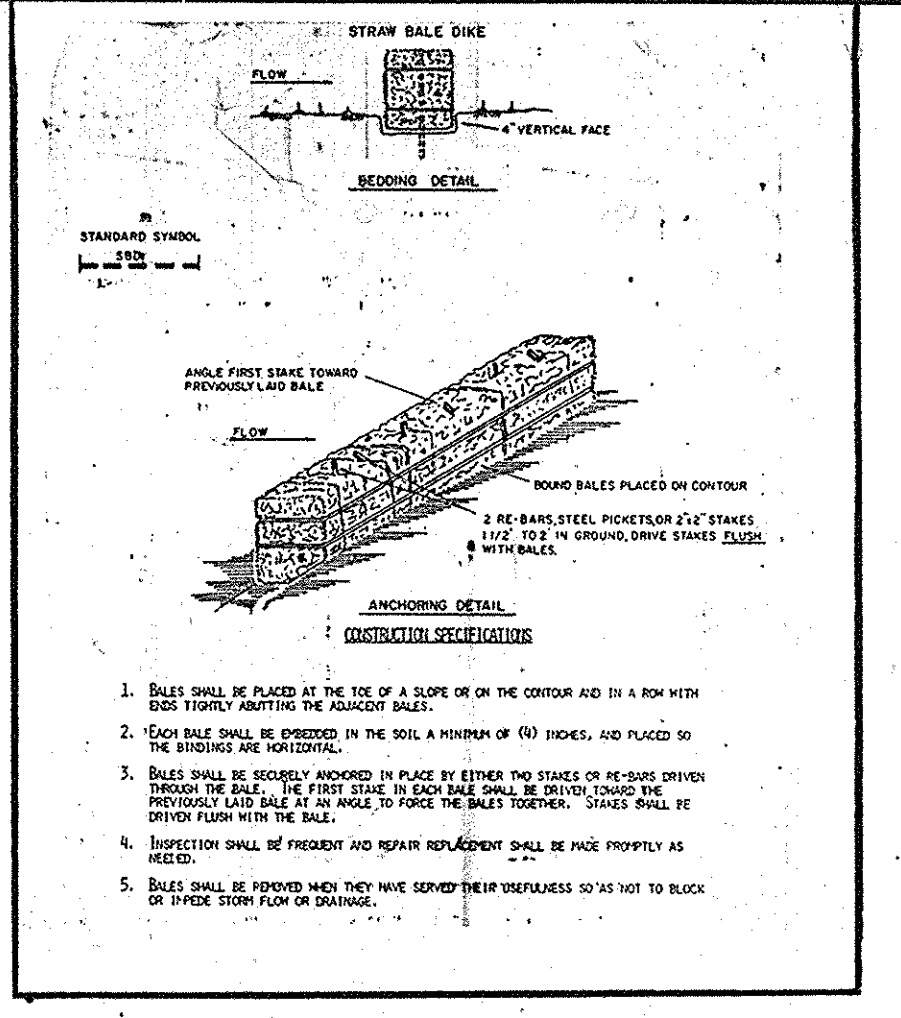 STRAW BALE DIKE
FLOW
4" VERTICAL FACE
BEDDING DETAIL
STANDARD SYMBOL
SBD
ANGLE FIRST STAKE TOWARD
PREVIOUSLY LAID BALE
FLOW
BOUND BALES PLACED ON CONTOUR
2 RE-BARS, STEEL PICKETS, OR 2"x2" STAKES
1 1/2' TO 2' IN GROUND, DRIVE STAKES FLUSH
WITH BALES.
ANCHORING DETAIL
CONSTRUCTION SPECIFICATIONS
1. BALES SHALL BE PLACED AT THE TOE OF A SLOPE OR ON THE CONTOUR AND IN A ROW WITH
ENDS TIGHTLY ABUTTING THE ADJACENT BALES.
2. EACH BALE SHALL BE EMBEDDED IN THE SOIL A MINIMUM OF (4) INCHES, AND PLACED SO
THE BINDINGS ARE HORIZONTAL.
3. BALES SHALL BE SECURELY ANCHORED IN PLACE BY EITHER TWO STAKES OR RE-BARS DRIVEN
THROUGH THE BALE. THE FIRST STAKE IN EACH BALE SHALL BE DRIVEN TOWARD THE
PREVIOUSLY LAID BALE AT AN ANGLE TO FORCE THE BALES TOGETHER. STAKES SHALL BE
DRIVEN FLUSH WITH THE BALE.
4. INSPECTION SHALL BE FREQUENT AND REPAIR REPLACEMENT SHALL BE MADE PROMPTLY AS
NEEDED.
5. BALES SHALL BE REMOVED WHEN THEY HAVE SERVED THEIR USEFULNESS SO AS NOT TO BLOCK
OR IMPEDE STORM FLOW OR DRAINAGE.